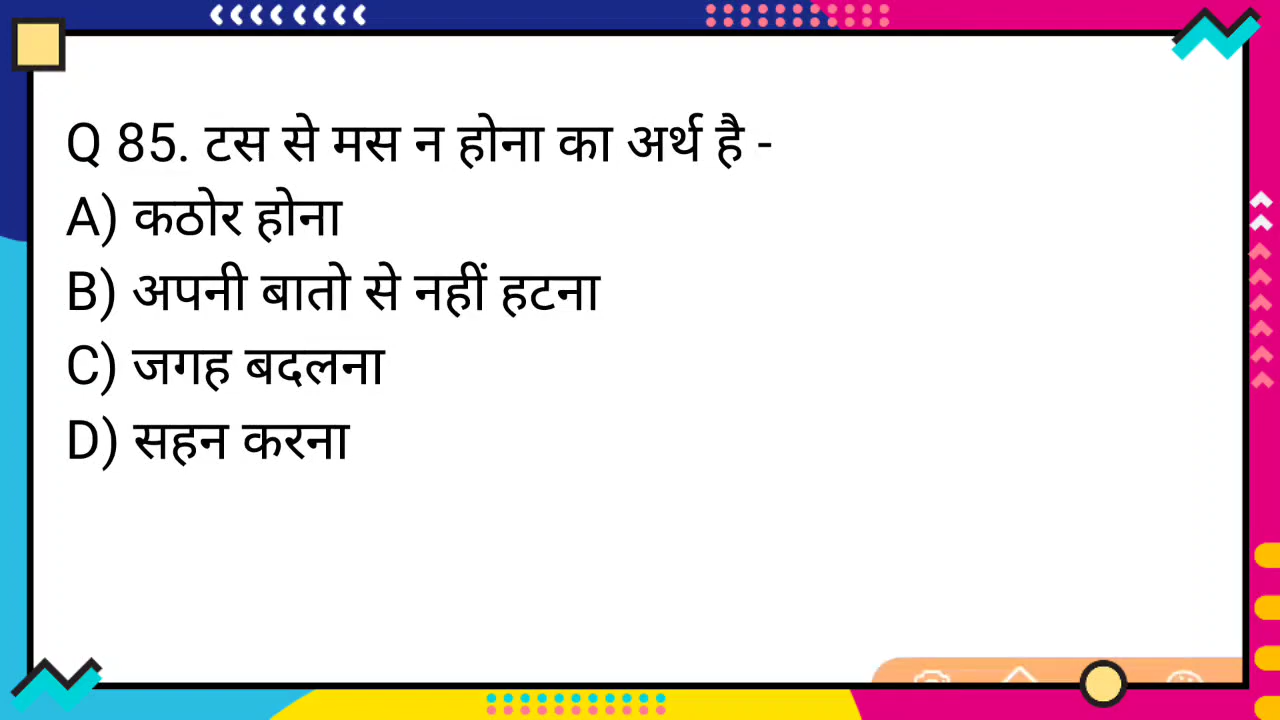 Q 85. टस से मस न होना का अर्थ है -
A) कठोर होना
B) अपनी बातो से नहीं हटना
C) जगह बदलना
D) सहन करना